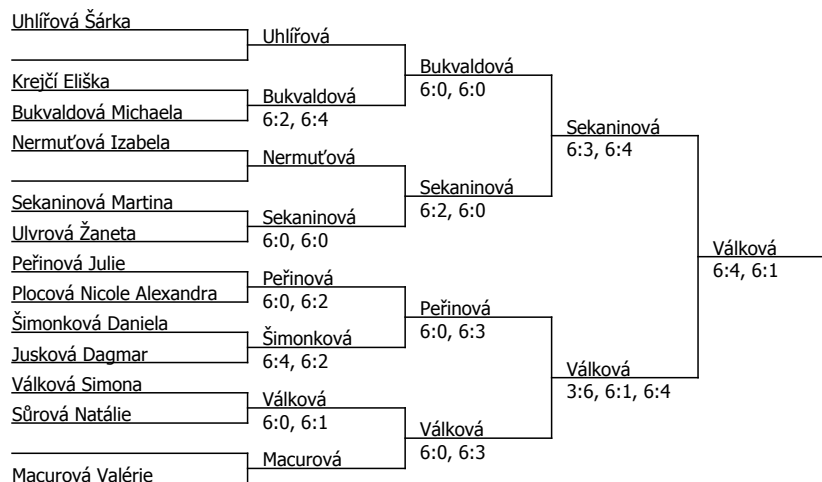 Uhlířová Šárka
Krejčí Eliška
Bukvaldová Michaela
Nermuťová Izabela
Sekaninová Martina
Ulvrová Žaneta
Peřinová Julie
Plocová Nicole Alexandra
Šimonková Daniela
Jusková Dagmar
Válková Simona
Sůrová Natálie
Macurová Valérie
Uhlířová
Bukvaldová
6:2, 6:4
Nermuťová
Sekaninová
6:0, 6:0
Peřinová
6:0, 6:2
Šimonková
6:4, 6:2
Válková
6:0, 6:1
Macurová
Bukvaldová
6:0, 6:0
Sekaninová
6:2, 6:0
Peřinová
6:0, 6:3
Válková
6:0, 6:3
Sekaninová
6:3, 6:4
Válková
3:6, 6:1, 6:4
Válková
6:4, 6:1